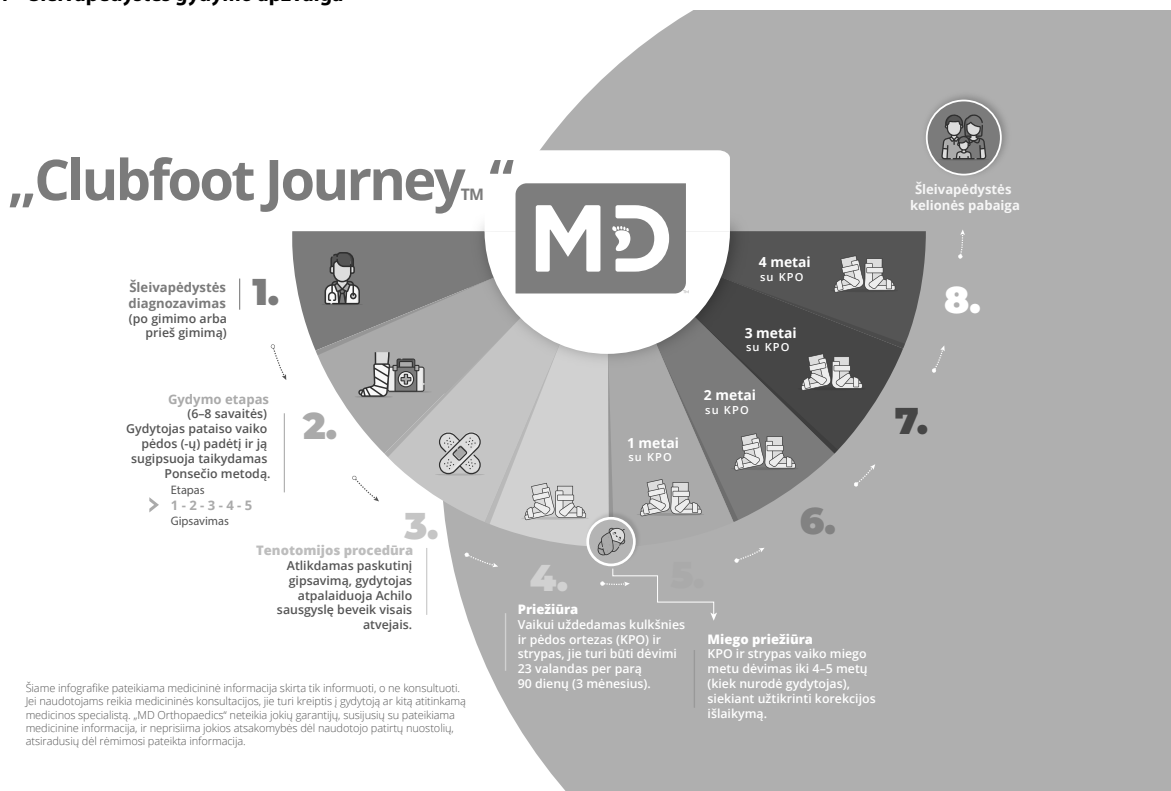 „Clubfoot Journey™“
MD
1.
Šleivapėdystės
diagnozavimas
(po gimimo arba
prieš gimimą)
2.
Gydymo etapas
(6–8 savaitės)
Gydytojas pataiso vaiko
pėdos (-ų) padėtį ir ją
sugipsuoja taikydamas
Ponsečio metodą.
Etapas
> 1 - 2 - 3 - 4 - 5
Gipsavimas
3.
Tenotomijos procedūra
Atlikdamas paskutinį
gipsavimą, gydytojas
atpalaiduoja Achilo
sausgyslę beveik visais
atvejais.
4.
Priežiūra
Vaikui uždedamas kulkšnies
ir pėdos ortezas (KPO) ir
strypas, jie turi būti dėvimi
23 valandas per parą
90 dienų (3 mėnesius).
5.
Miego priežiūra
KPO ir strypas vaiko miego
metu dėvimas iki 4–5 metų
(kiek nurodė gydytojas),
siekiant užtikrinti korekcijos
išlaikymą.
1 metai
su KPO
6.
2 metai
su KPO
7.
3 metai
su KPO
8.
4 metai
su KPO
Šleivapėdystės
kelionės pabaiga
Šiame infografike pateikiama medicininė informacija skirta tik informuoti, o ne konsultuoti.
Jei naudotojams reikia medicininės konsultacijos, jie turi kreiptis į gydytoją ar kitą atitinkamą
medicinos specialistą. „MD Orthopaedics“ neteikia jokių garantijų, susijusių su pateikiama
medicinine informacija, ir neprisiima jokios atsakomybės dėl naudotojo patirtų nuostolių,
atsiradusių dėl rėmimosi pateikta informacija.